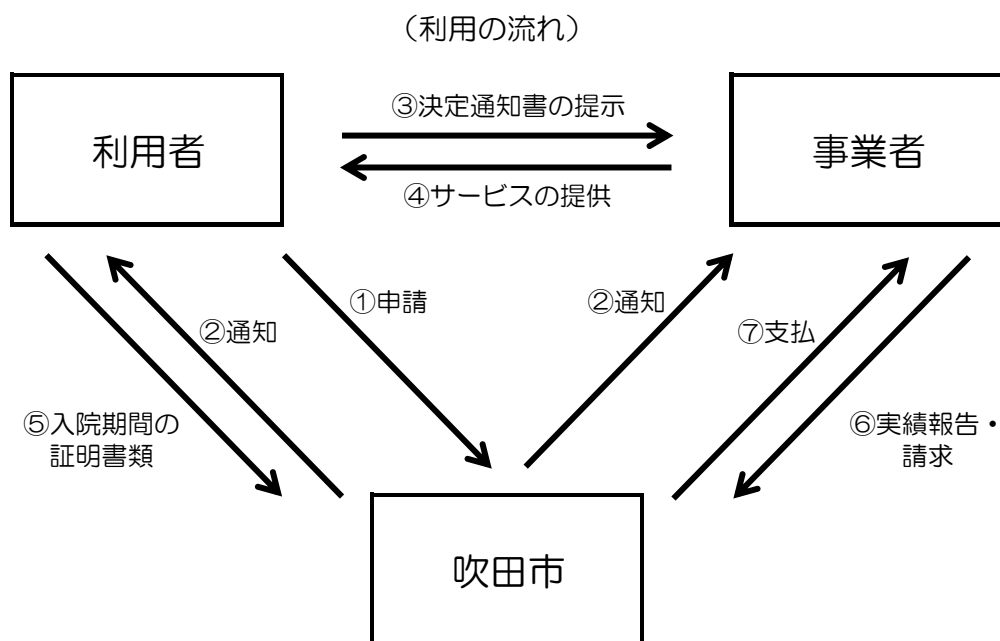 （利用の流れ）
利用者
③決定通知書の提示
④サービスの提供
事業者
①申請
②通知
②通知
⑦支払
⑤入院期間の
証明書類
⑥実績報告・
請求
吹田市